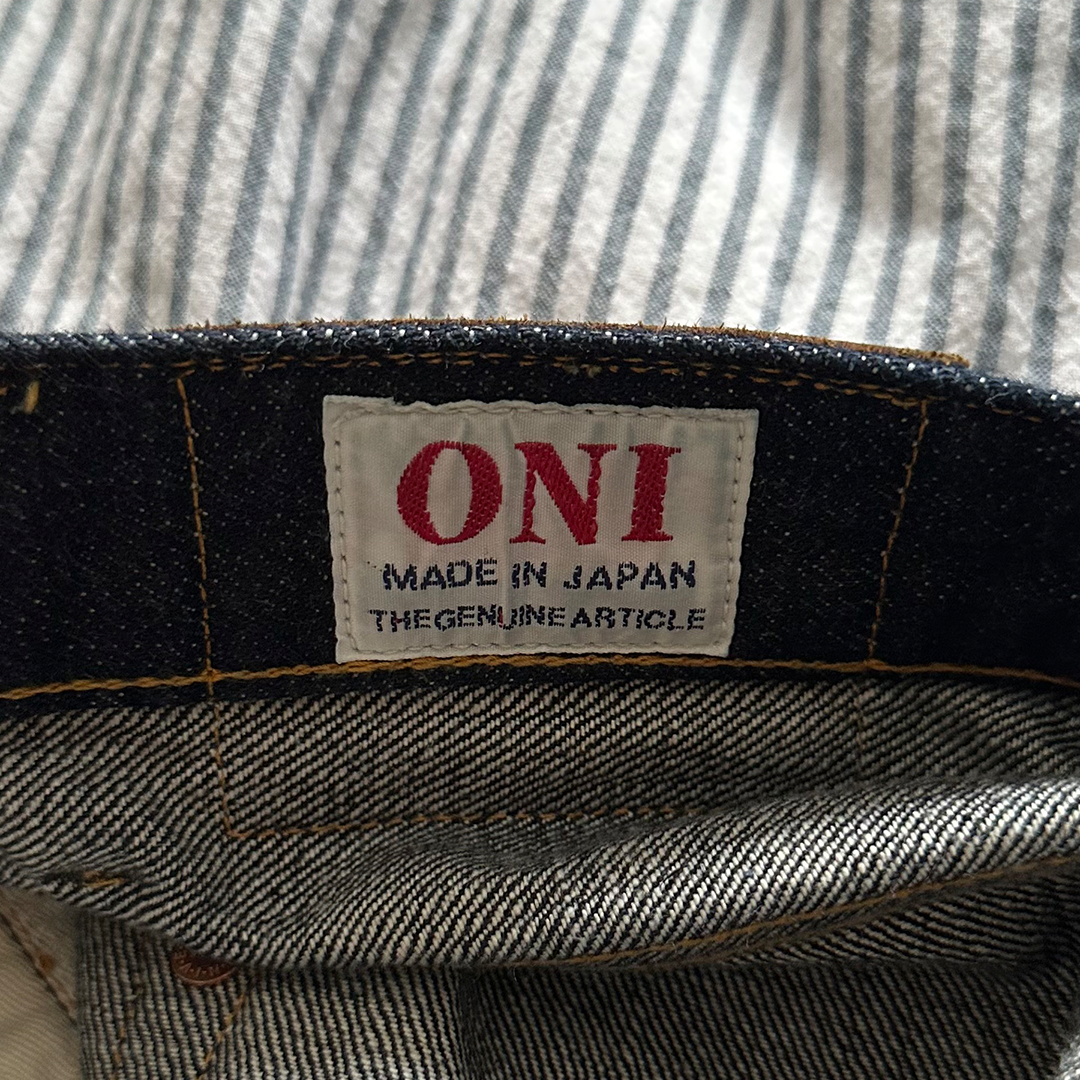 ONI
MADE IN JAPAN
THE GENUINE ARTICLE